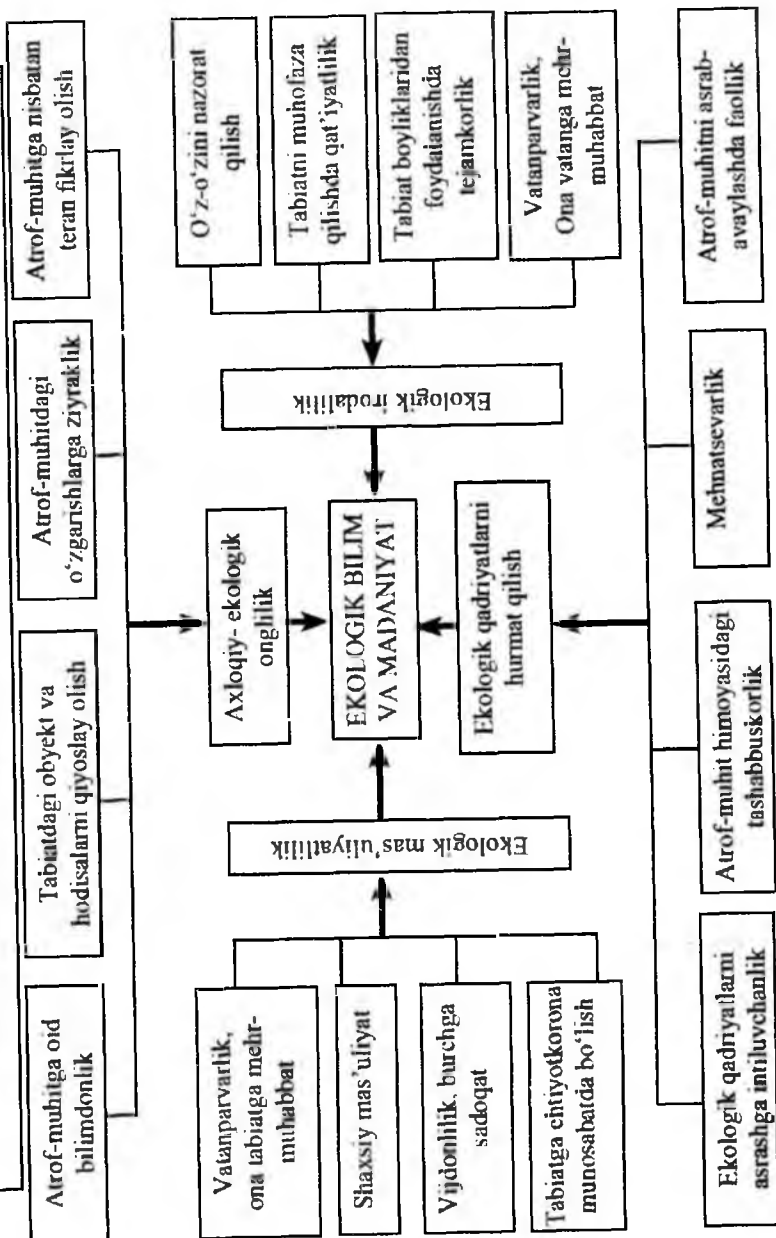 Atrof-muhitga oid
bilimdonlik
Tabiatdagi obyekt va
hodisalarni qiyoslay olish
Atrof-muhitdagi
o‘zgarishlarga ziyraklik
Atrof-muhitga nisbatan
teran fikrlay olish
Axloqiy- ekologik
onglilik
Vatanparvarlik,
ona tabiatga mehr-
muhabbat
Shaxsiy mas’uliyat
Vijdonlilik, burchga
sadoqat
Tabiatga ehtiyotkorona
munosabatda bo‘lish
Ekologik mas’uliyatlilik
EKOLOGIK BILIM
VA MADANIYAT
Ekologik irodalilik
O‘z-o‘zini nazorat
qilish
Tabiatni muhofaza
qilishda qat’iyatlilik
Tabiat boyliklaridan
foydalanishda
tejamkorlik
Vatanparvarlik,
Ona vatanga mehr-
muhabbat
Ekologik qadriyatlarni
hurmat qilish
Ekologik qadriyatlarni
asrashga intiluvchanlik
Atrof-muhit himoyasidagi
tashabbuskorlik
Mehnatsevarlik
Atrof-muhitni asrab-
avaylashda faollik